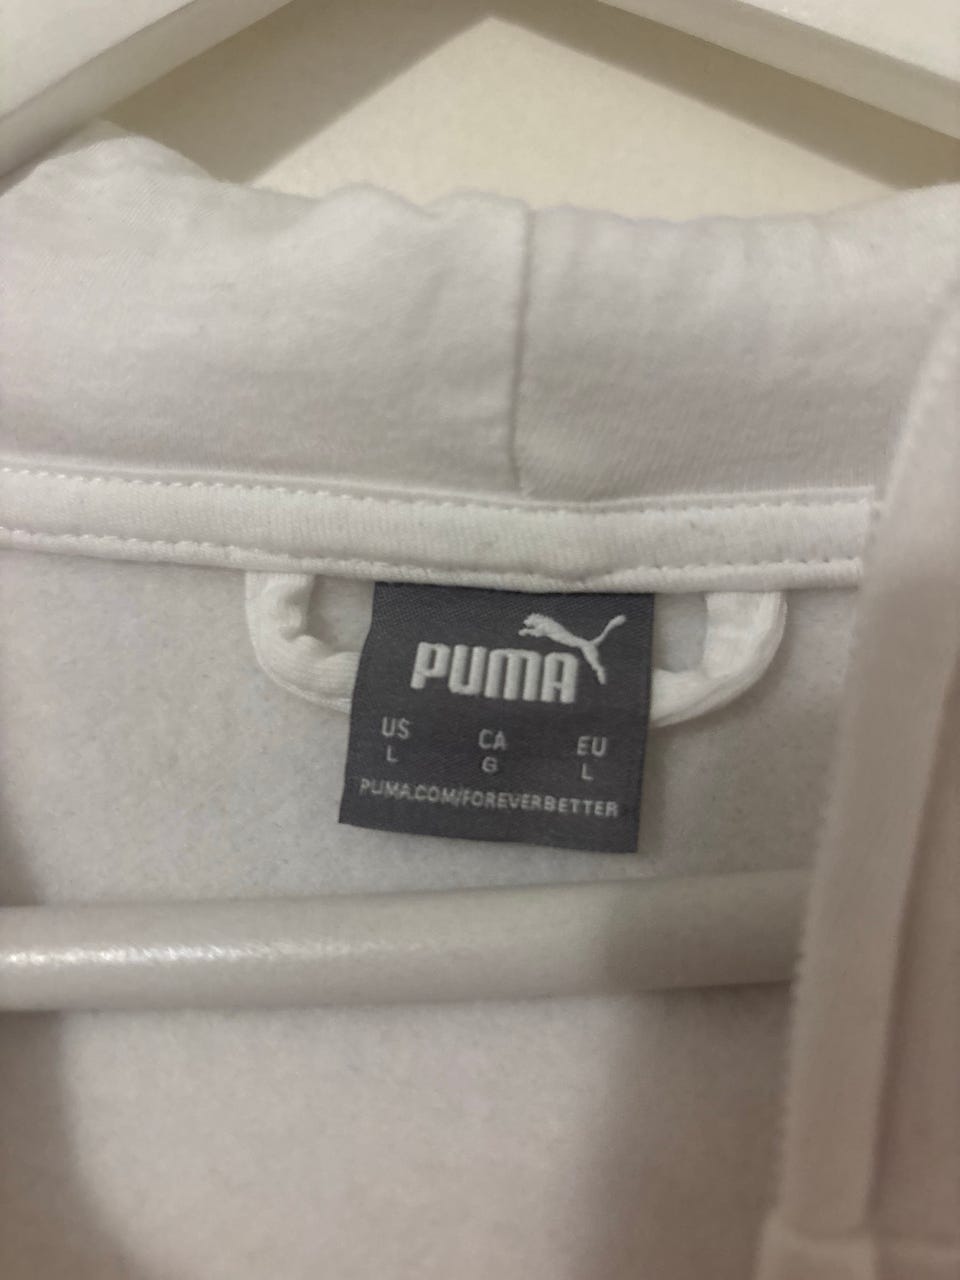 PUMA
US CA EU
L G L
PUMA.COM/FOREVERBETTER